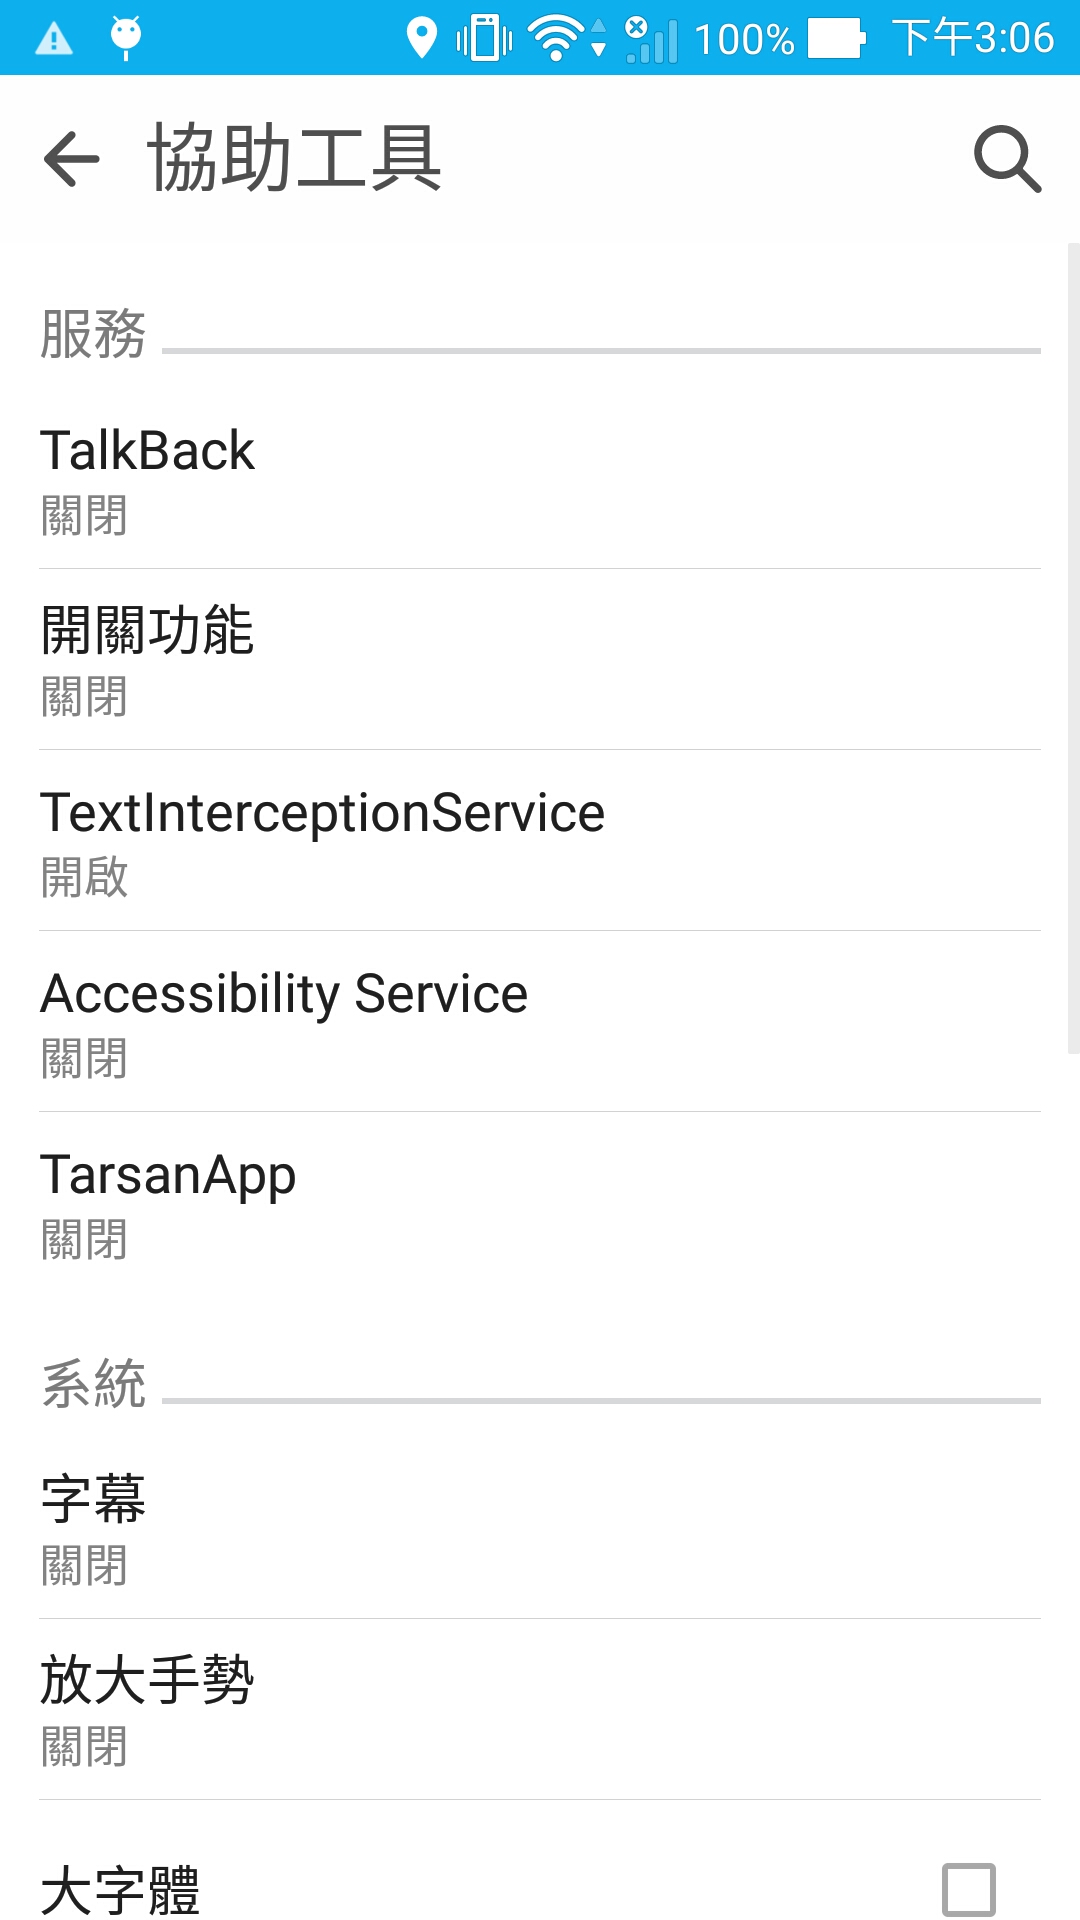 100% 下午3:06
協助工具
服務
TalkBack
關閉
開關功能
關閉
TextInterceptionService
開啟
Accessibility Service
關閉
TarsanApp
關閉
系統
字幕
關閉
放大手勢
關閉
大字體